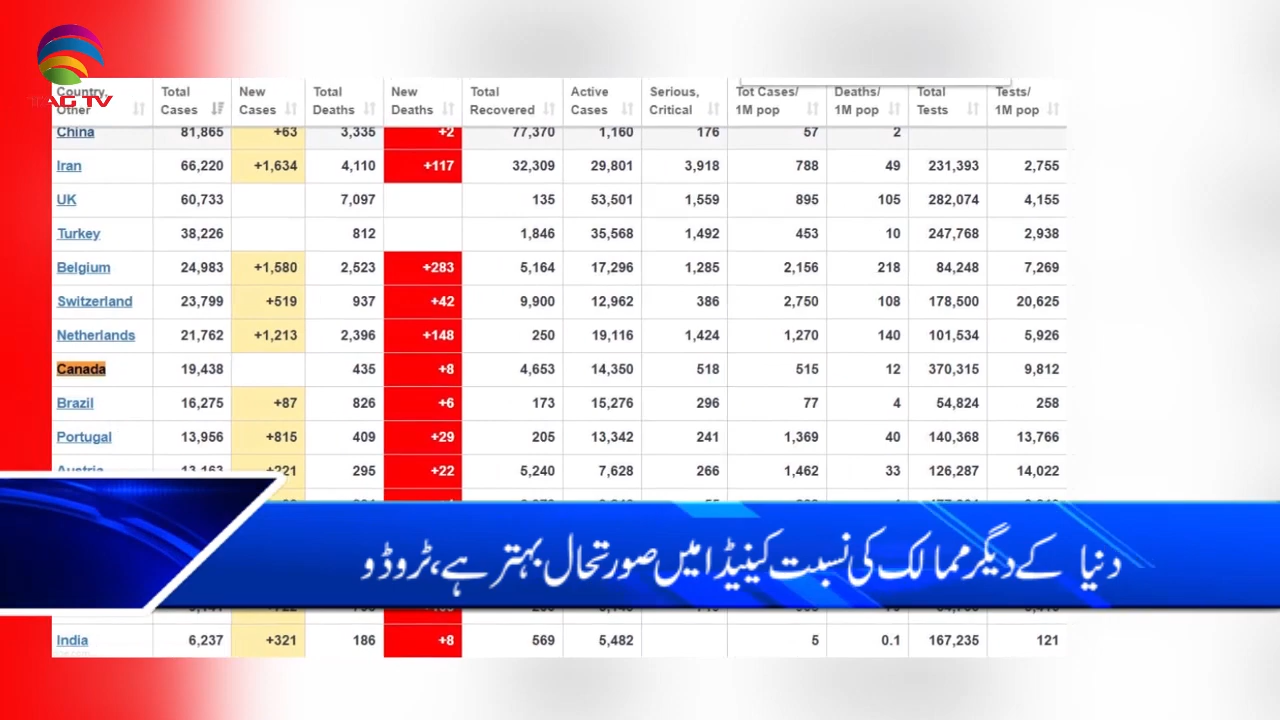 TAG TV
Country, Other Total Cases New Cases Total Deaths New Deaths Total Recovered Active Cases Serious, Critical Tot Cases/ 1M pop Deaths/ 1M pop Total Tests Tests/ 1M pop
China 81,865 +63 3,335 +2 77,370 1,160 176 57 2
Iran 66,220 +1,634 4,110 +117 32,309 29,801 3,918 788 49 231,393 2,755
UK 60,733 7,097 135 53,501 1,559 895 105 282,074 4,155
Turkey 38,226 812 1,846 35,568 1,492 453 10 247,768 2,938
Belgium 24,983 +1,580 2,523 +283 5,164 17,296 1,285 2,156 218 84,248 7,269
Switzerland 23,799 +519 937 +42 9,900 12,962 386 2,750 108 178,500 20,625
Netherlands 21,762 +1,213 2,396 +148 250 19,116 1,424 1,270 140 101,534 5,926
Canada 19,438 435 +8 4,653 14,350 518 515 12 370,315 9,812
Brazil 16,275 +87 826 +6 173 15,276 296 77 4 54,824 258
Portugal 13,956 +815 409 +29 205 13,342 241 1,369 40 140,368 13,766
Austria 13,163 +221 295 +22 5,240 7,628 266 1,462 33 126,287 14,022
دنیا کے دیگر ممالک کی نسبت کینیڈا میں صورتحال بہتر ہے، ٹروڈو
India 6,237 +321 186 +8 569 5,482 5 0.1 167,235 121